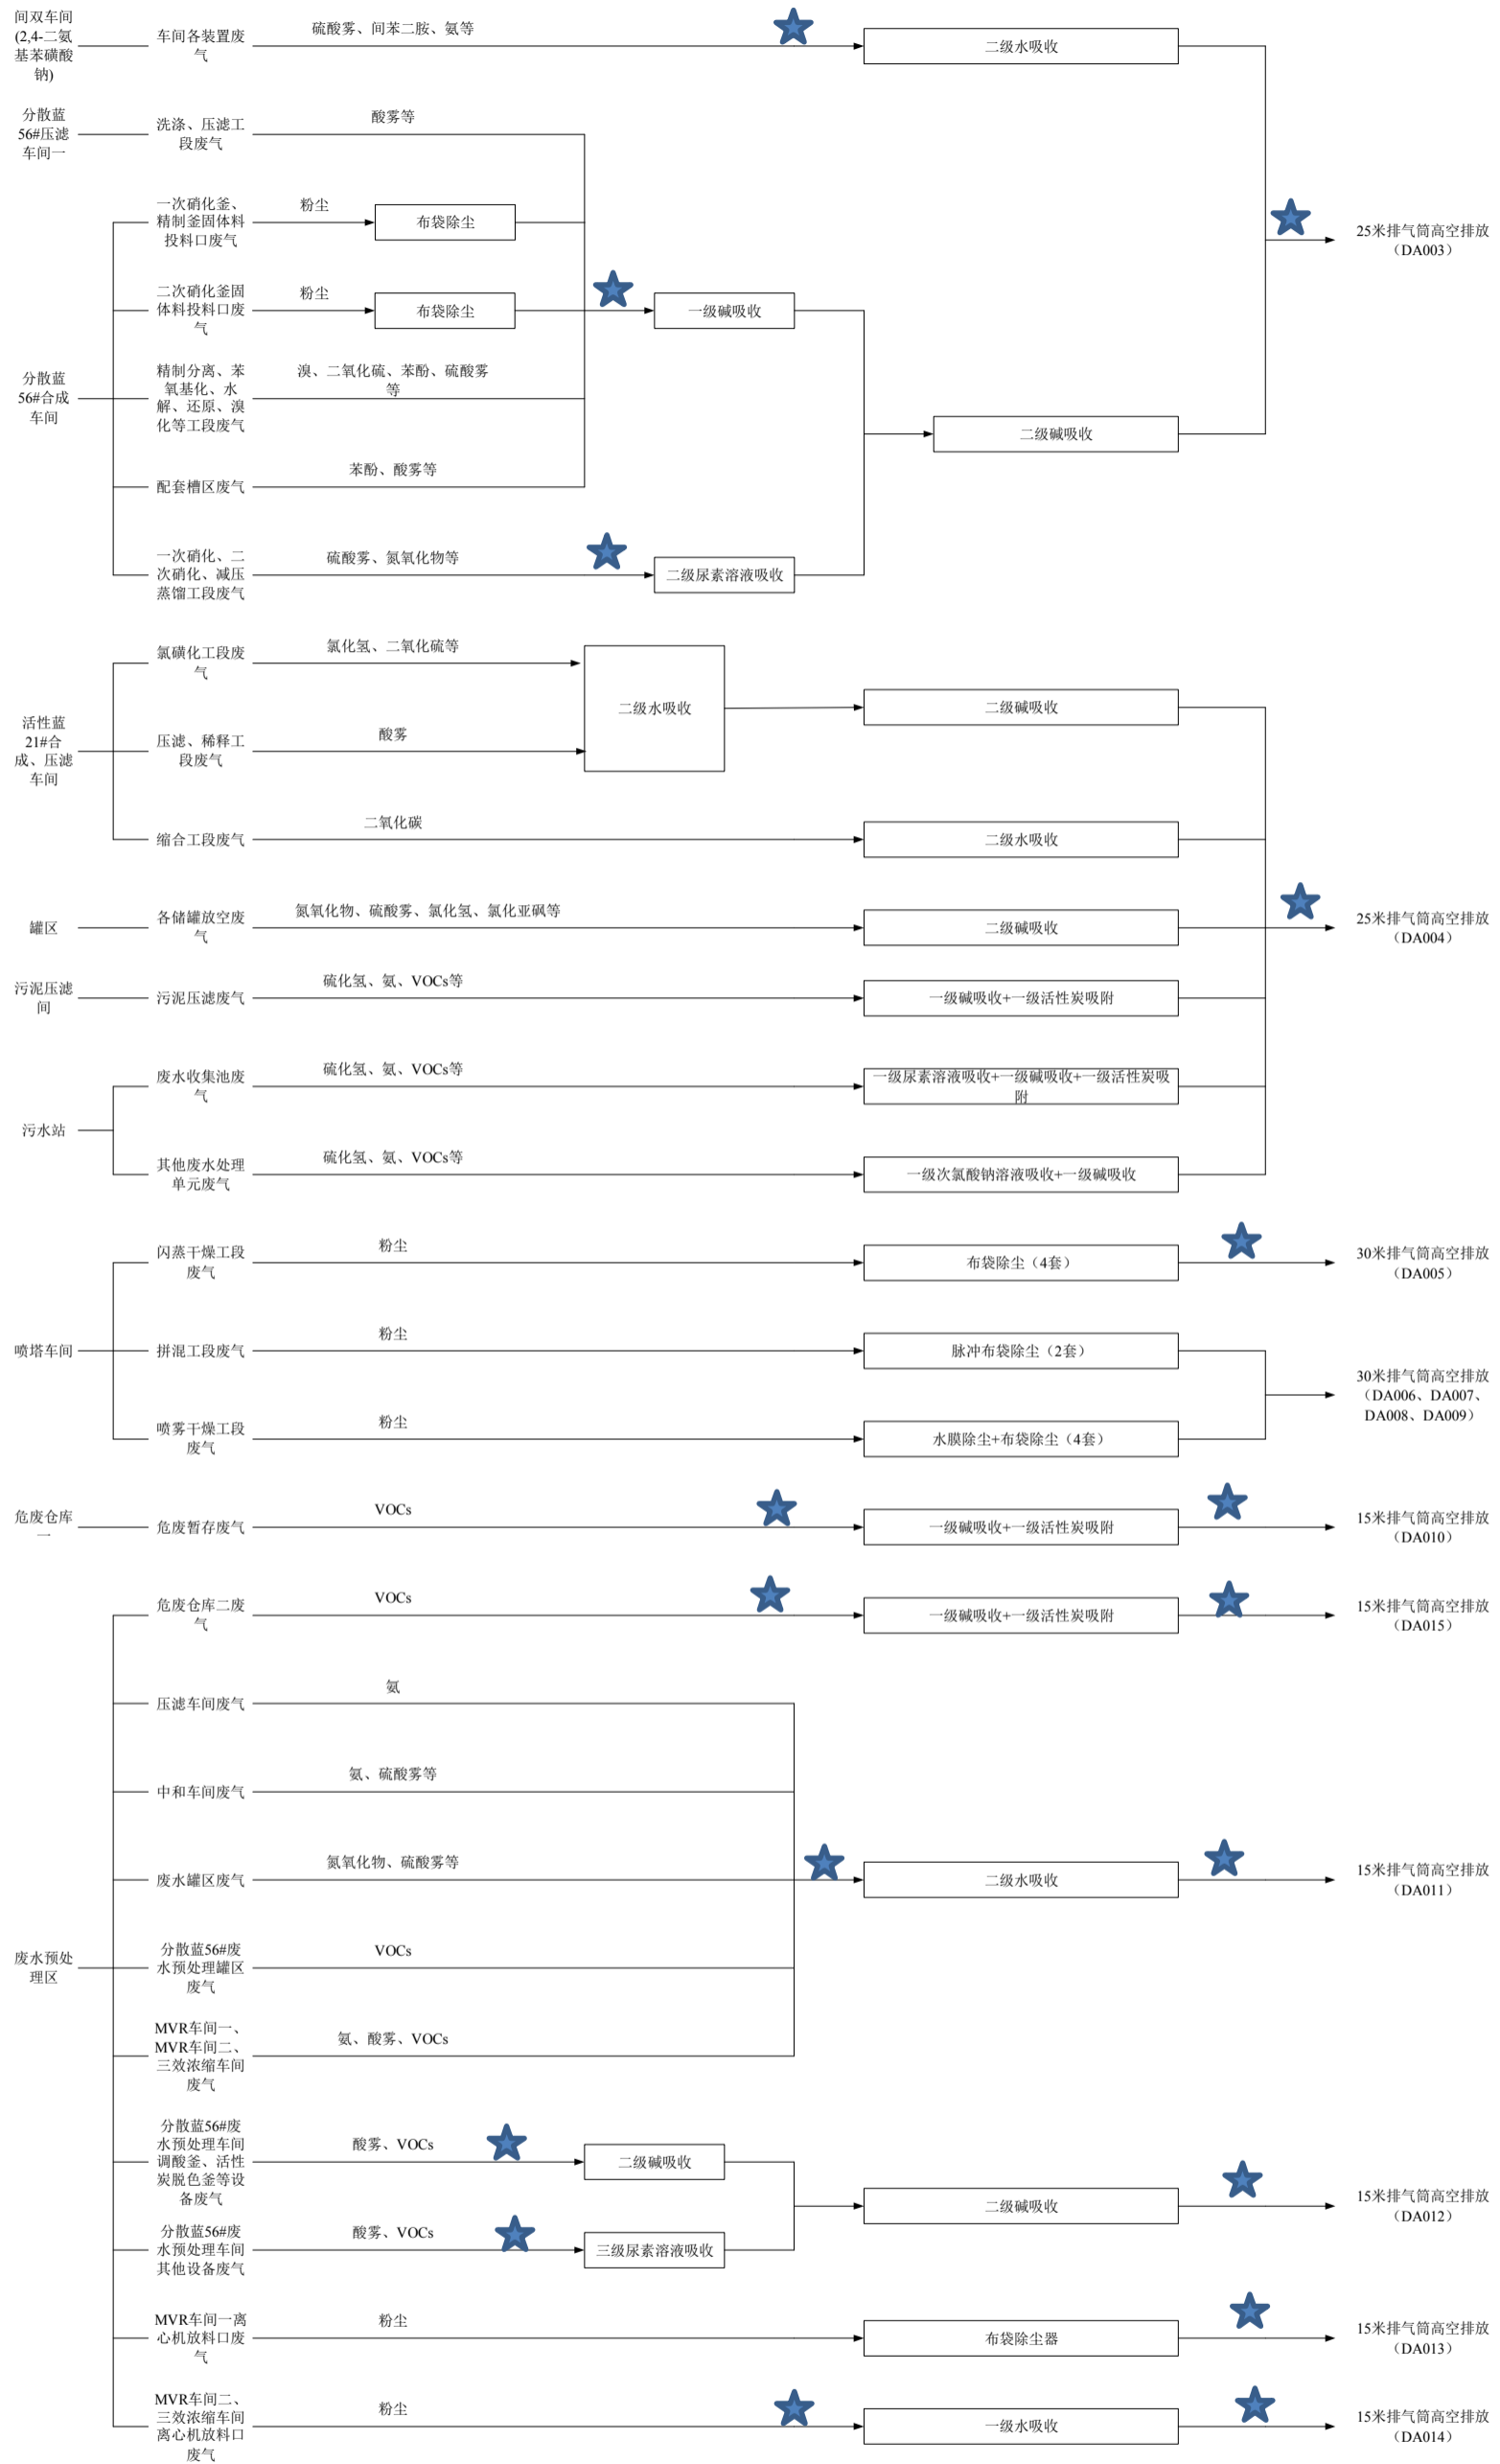 间双车间
(2,4-二氨
基苯磺酸
钠)
车间各装置废
气
硫酸雾、间苯二胺、氨等
二级水吸收
分散蓝
56#压滤
车间一
洗涤、压滤工
段废气
酸雾等
一次硝化釜、
精制釜固体料
投料口废气
粉尘
布袋除尘
25米排气筒高空排放
（DA003）
二次硝化釜固
体料投料口废
气
粉尘
布袋除尘
一级碱吸收
分散蓝
56#合成
车间
精制分离、苯
氧基化、水
解、还原、溴
化等工段废气
溴、二氧化硫、苯酚、硫酸雾
等
二级碱吸收
配套槽区废气
苯酚、酸雾等
一次硝化、二
次硝化、减压
蒸馏工段废气
硫酸雾、氮氧化物等
二级尿素溶液吸收
活性蓝
21#合
成、压滤
车间
氯磺化工段废
气
氯化氢、二氧化硫等
二级水吸收
二级碱吸收
压滤、稀释工
段废气
酸雾
缩合工段废气
二氧化碳
二级水吸收
罐区
各储罐放空废
气
氮氧化物、硫酸雾、氯化氢、氯化亚砜等
二级碱吸收
25米排气筒高空排放
（DA004）
污泥压滤
间
污泥压滤废气
硫化氢、氨、VOCs等
一级碱吸收+一级活性炭吸附
污水站
废水收集池废
气
硫化氢、氨、VOCs等
一级尿素溶液吸收+一级碱吸收+一级活性炭吸
附
其他废水处理
单元废气
硫化氢、氨、VOCs等
一级次氯酸钠溶液吸收+一级碱吸收
喷塔车间
闪蒸干燥工段
废气
粉尘
布袋除尘（4套）
30米排气筒高空排放
（DA005）
拼混工段废气
粉尘
脉冲布袋除尘（2套）
30米排气筒高空排放
（DA006、DA007、
DA008、DA009）
喷雾干燥工段
废气
粉尘
水膜除尘+布袋除尘（4套）
危废仓库
一
危废暂存废气
VOCs
一级碱吸收+一级活性炭吸附
15米排气筒高空排放
（DA010）
危废仓库二废
气
VOCs
一级碱吸收+一级活性炭吸附
15米排气筒高空排放
（DA015）
压滤车间废气
氨
中和车间废气
氨、硫酸雾等
废水罐区废气
氮氧化物、硫酸雾等
二级水吸收
15米排气筒高空排放
（DA011）
废水预处
理区
分散蓝56#废
水预处理罐区
废气
VOCs
MVR车间一、
MVR车间二、
三效浓缩车间
废气
氨、酸雾、VOCs
分散蓝56#废
水预处理车间
调酸釜、活性
炭脱色釜等设
备废气
酸雾、VOCs
二级碱吸收
二级碱吸收
15米排气筒高空排放
（DA012）
分散蓝56#废
水预处理车间
其他设备废气
酸雾、VOCs
三级尿素溶液吸收
MVR车间一离
心机放料口废
气
粉尘
布袋除尘器
15米排气筒高空排放
（DA013）
MVR车间二、
三效浓缩车间
离心机放料口
废气
粉尘
一级水吸收
15米排气筒高空排放
（DA014）